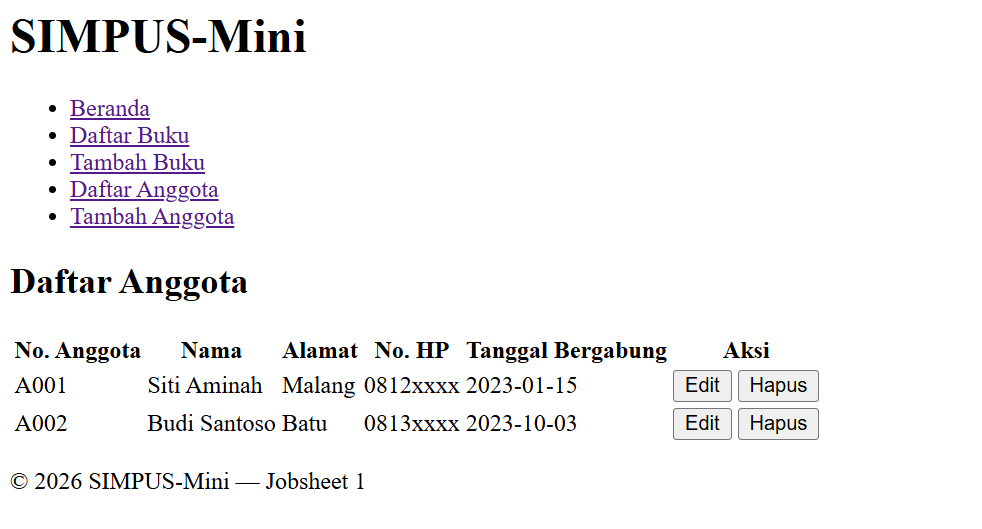 SIMPUS-Mini
Beranda
Daftar Buku
Tambah Buku
Daftar Anggota
Tambah Anggota
Daftar Anggota
No. Anggota Nama Alamat No. HP Tanggal Bergabung Aksi
A001 Siti Aminah Malang 0812xxxx 2023-01-15 Edit Hapus
A002 Budi Santoso Batu 0813xxxx 2023-10-03 Edit Hapus
© 2026 SIMPUS-Mini — Jobsheet 1